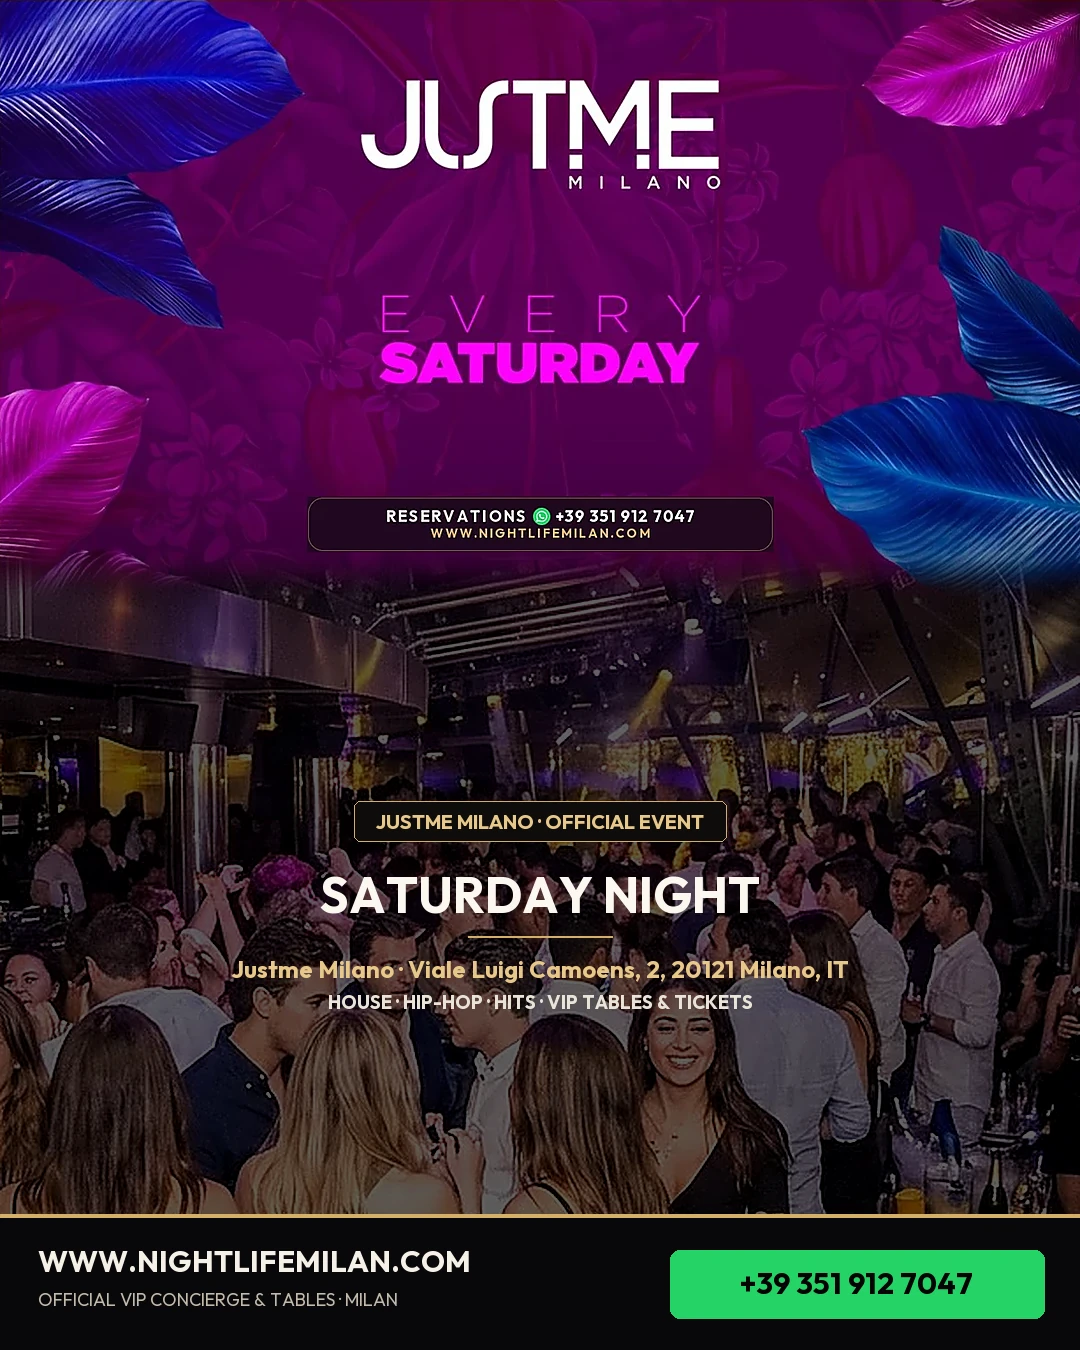 JUSTME
MILANO
EVERY
SATURDAY
RESERVATIONS +39 351 912 7047
WWW.NIGHTLIFEMILAN.COM
JUSTME MILANO · OFFICIAL EVENT
SATURDAY NIGHT
Justme Milano · Viale Luigi Camoens, 2, 20121 Milano, IT
HOUSE · HIP-HOP · HITS · VIP TABLES & TICKETS
WWW.NIGHTLIFEMILAN.COM
+39 351 912 7047
OFFICIAL VIP CONCIERGE & TABLES · MILAN